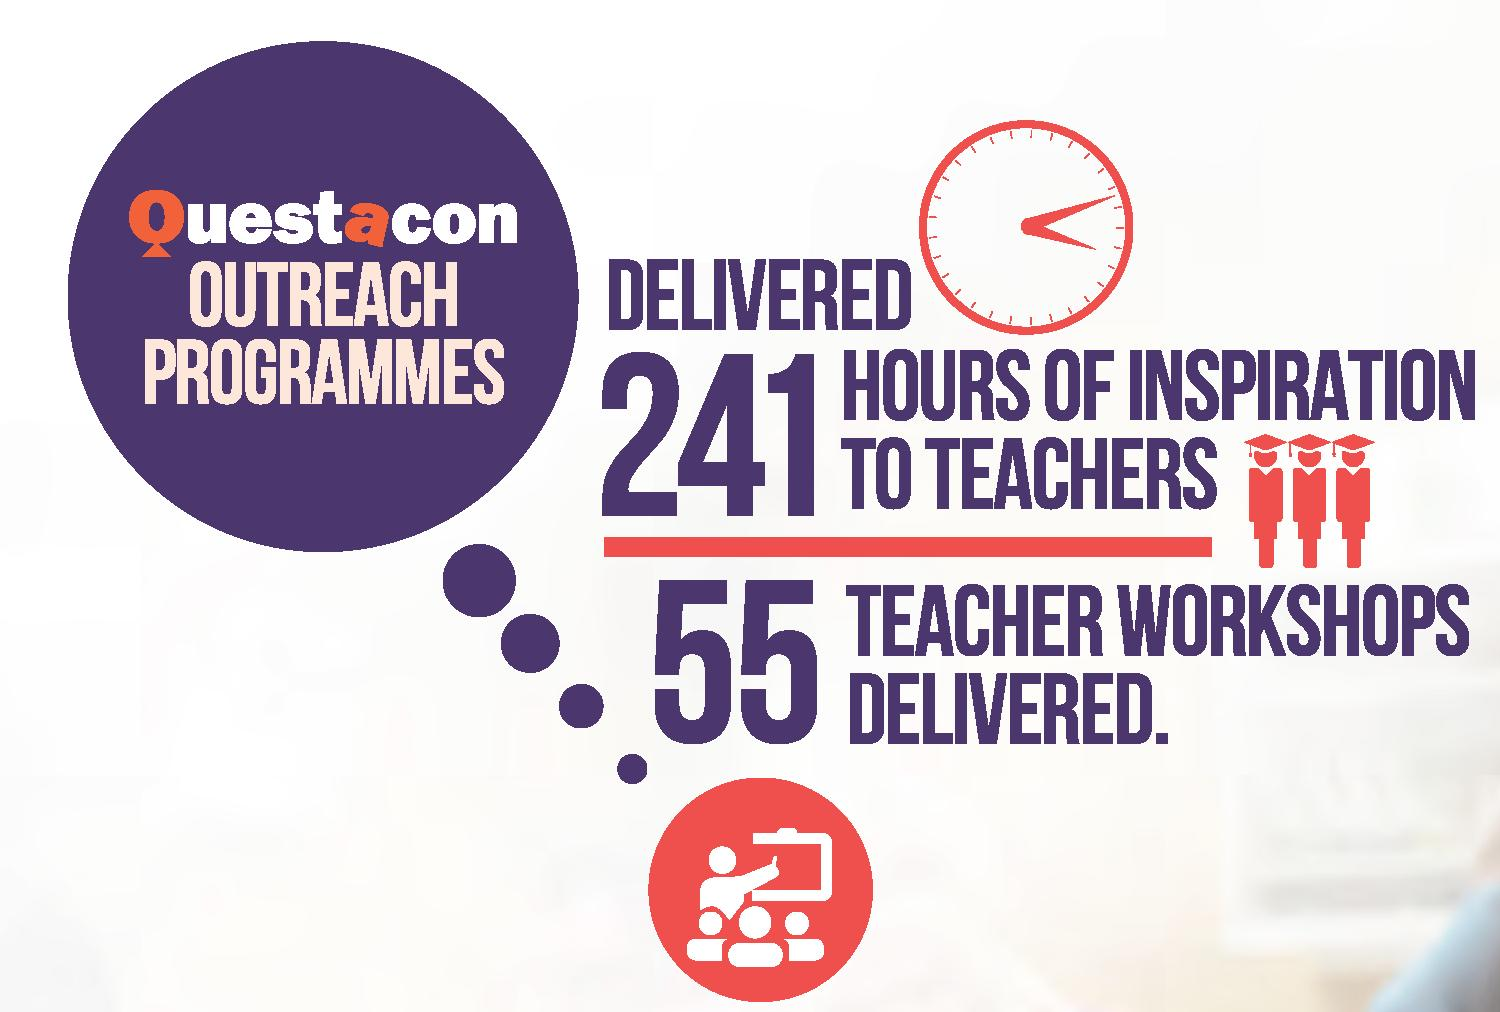 Questacon
OUTREACH
PROGRAMMES
DELIVERED
241 HOURS OF INSPIRATION
TO TEACHERS
55 TEACHER WORKSHOPS
DELIVERED.